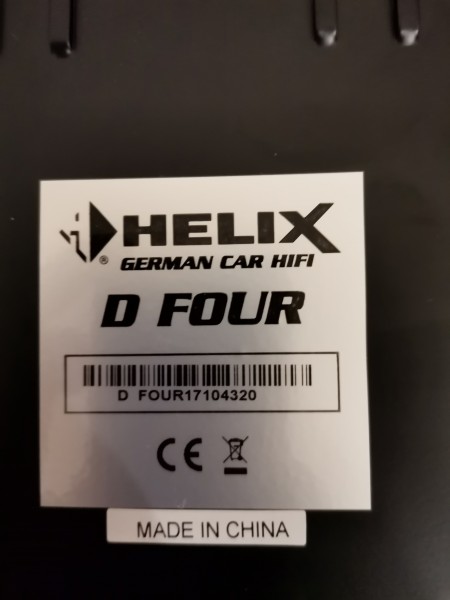 HELIX
GERMAN CAR HIFI
D FOUR
D FOUR17104320
CE
MADE IN CHINA